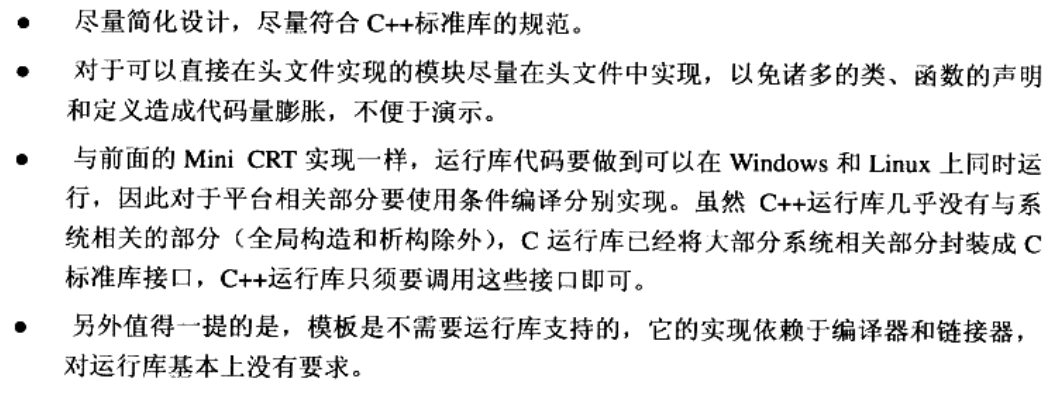 ● 尽量简化设计，尽量符合 C++标准库的规范。
● 对于可以直接在头文件实现的模块尽量在头文件中实现，以免诸多的类、函数的声明
和定义造成代码量膨胀，不便于演示。
● 与前面的 Mini CRT 实现一样，运行库代码要做到可以在 Windows 和 Linux 上同时运
行，因此对于平台相关部分要使用条件编译分别实现。虽然 C++运行库几乎没有与系
统相关的部分（全局构造和析构除外），C 运行库已经将大部分系统相关部分封装成 C
标准库接口，C++运行库只须要调用这些接口即可。
● 另外值得一提的是，模板是不需要运行库支持的，它的实现依赖于编译器和链接器，
对运行库基本上没有要求。